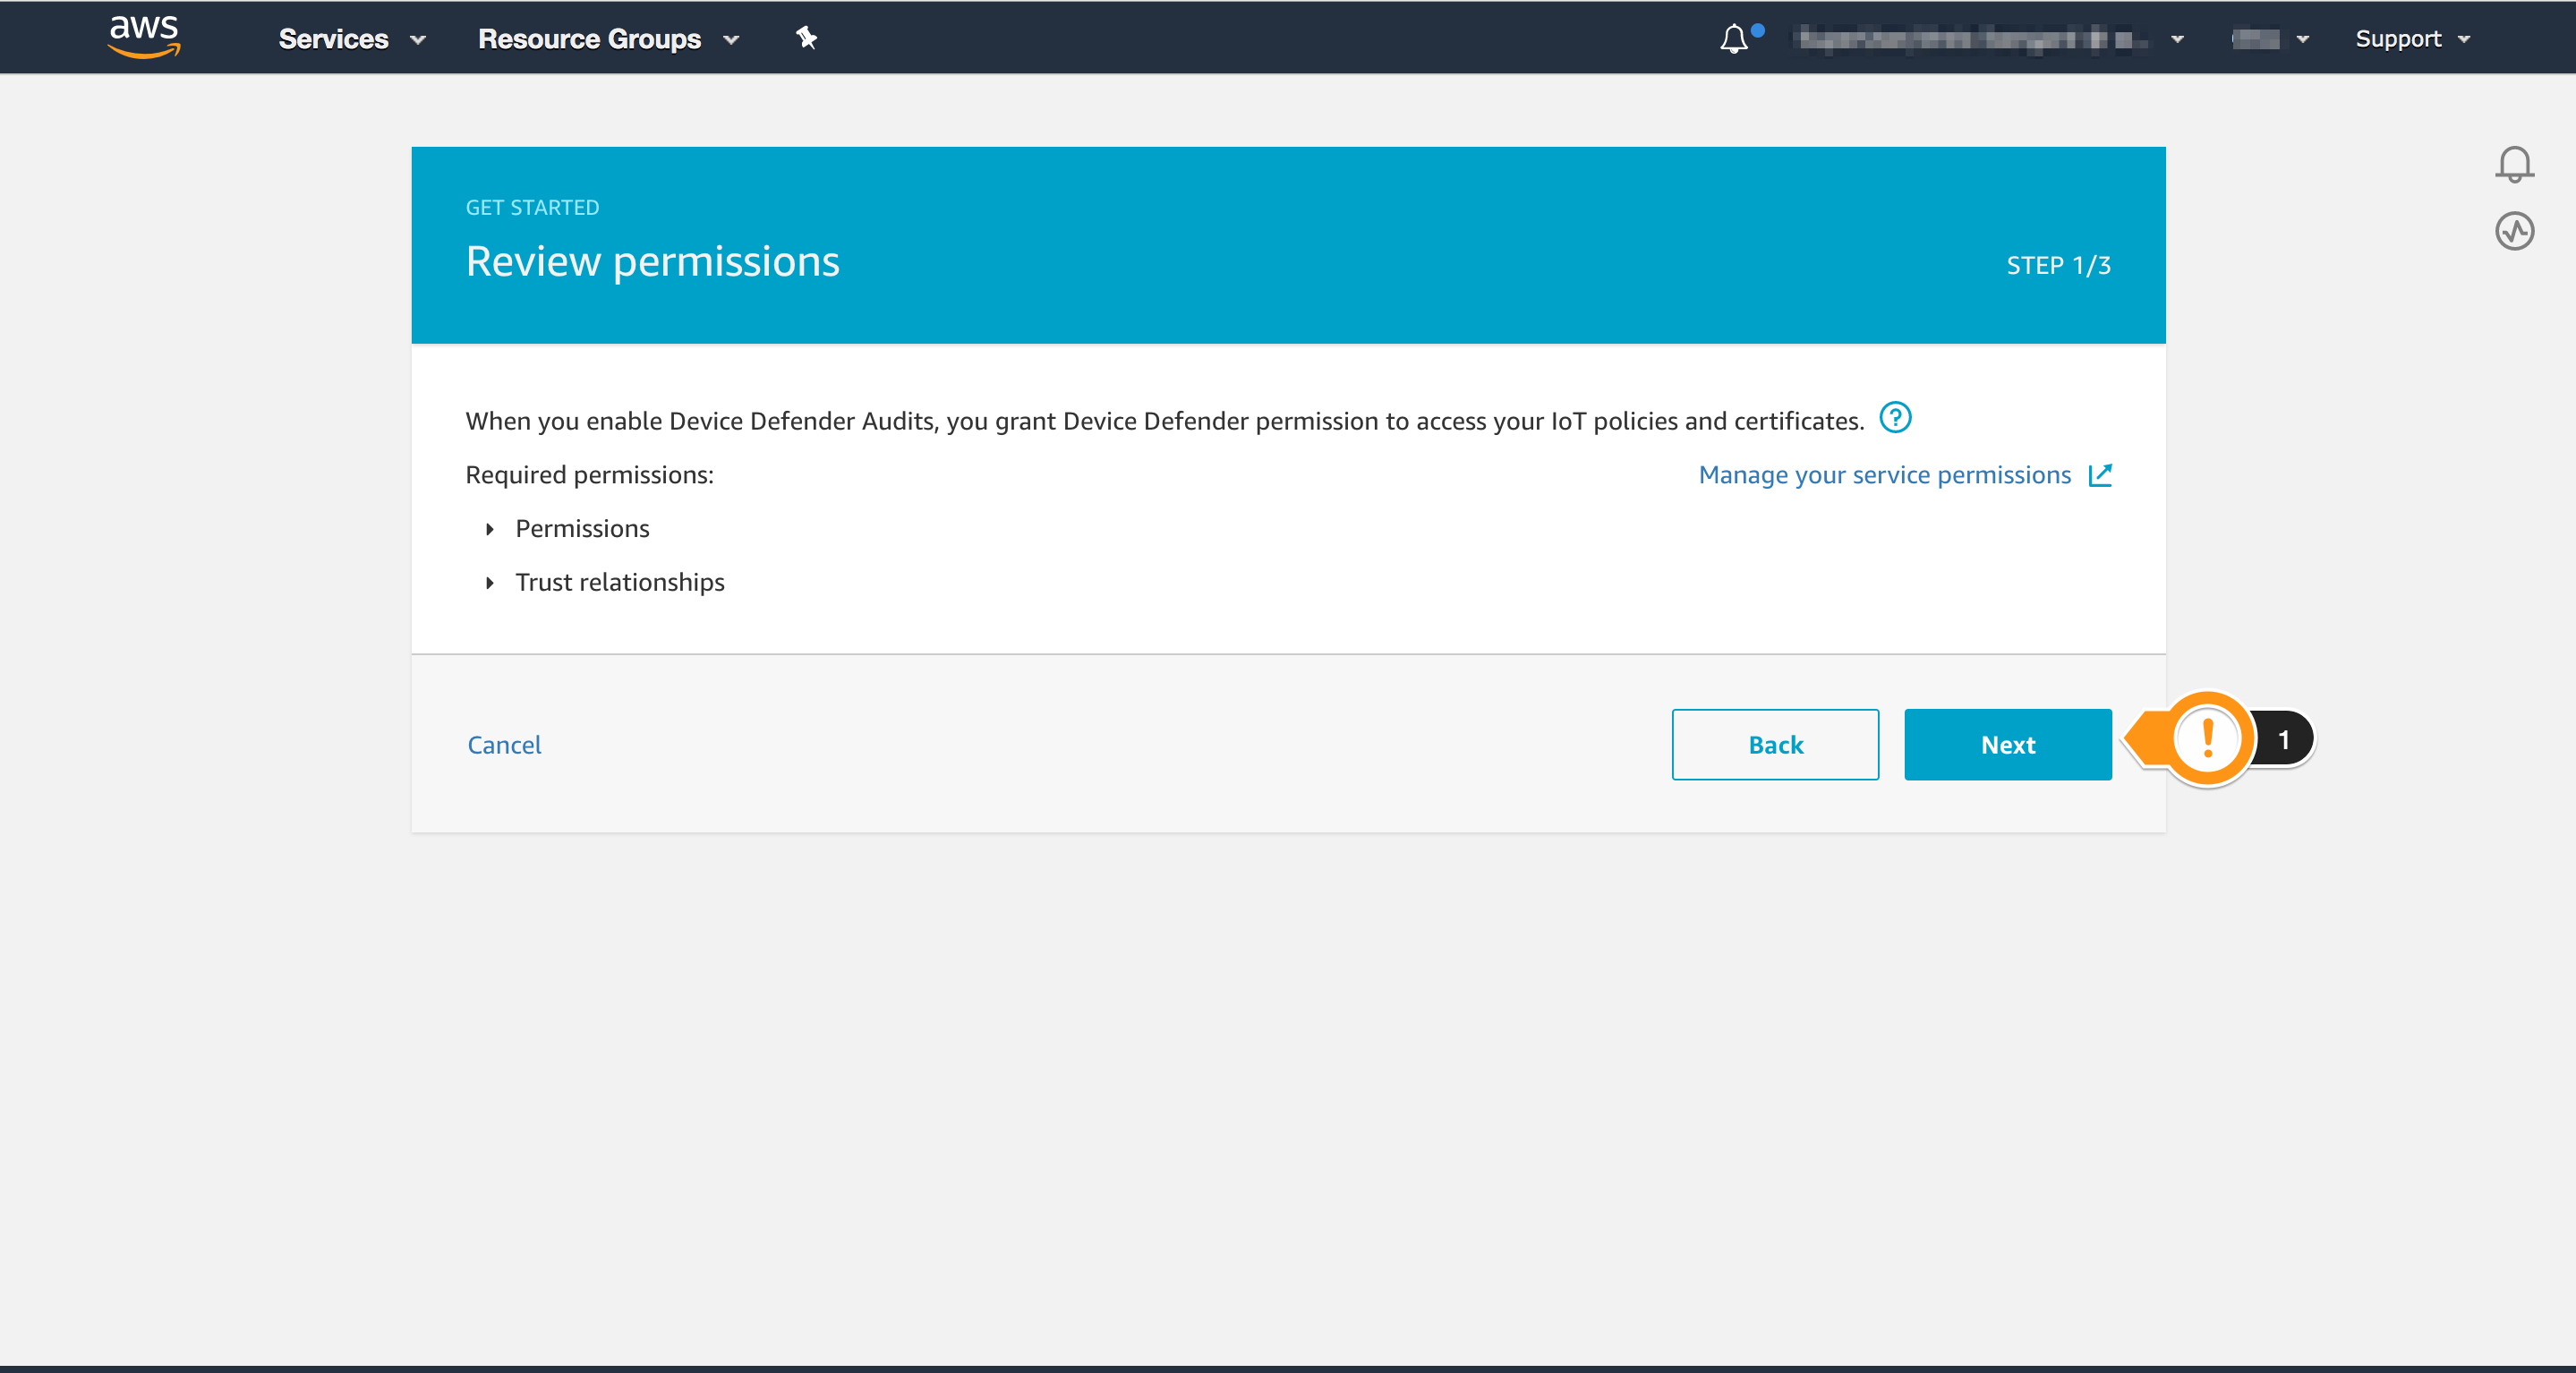 aws Services Resource Groups Support
GET STARTED
Review permissions
STEP 1/3
When you enable Device Defender Audits, you grant Device Defender permission to access your IoT policies and certificates. ?
Required permissions:
Manage your service permissions
Permissions
Trust relationships
Cancel
Back
Next
! 1